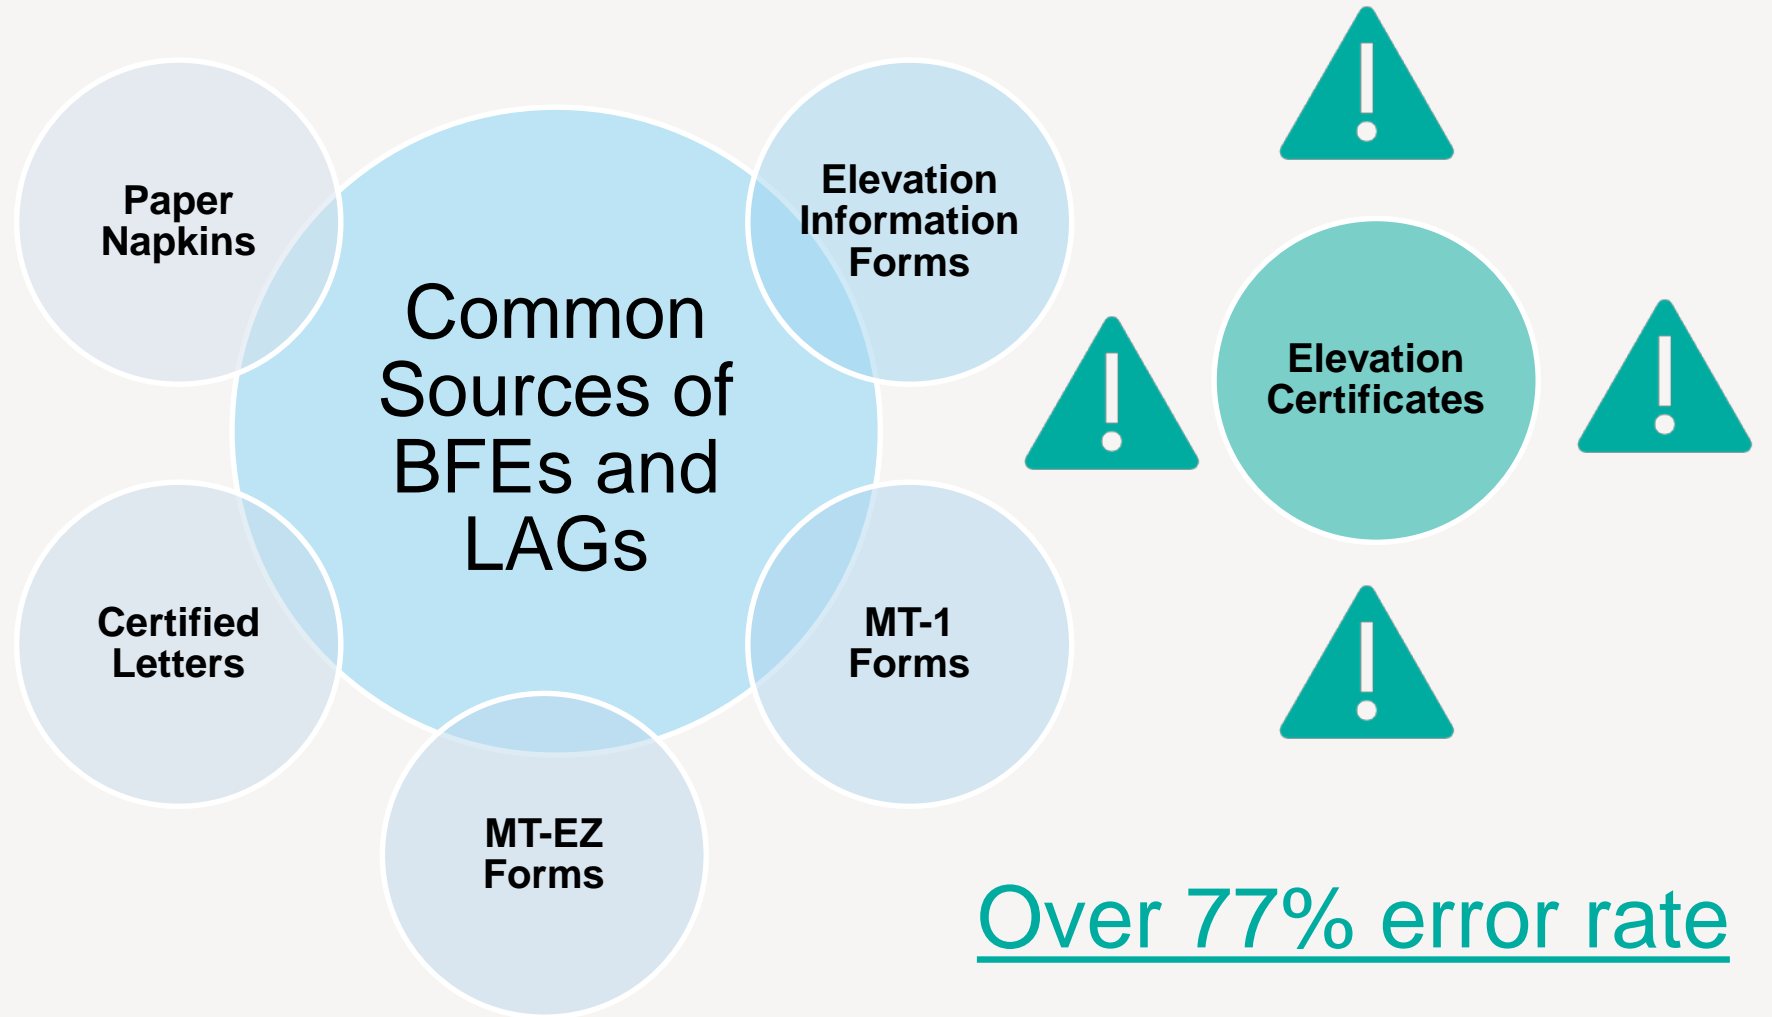 Paper
Napkins
Elevation
Information
Forms
Common
Sources of
BFEs and
LAGs
Elevation
Certificates
Certified
Letters
MT-1
Forms
MT-EZ
Forms
Over 77% error rate